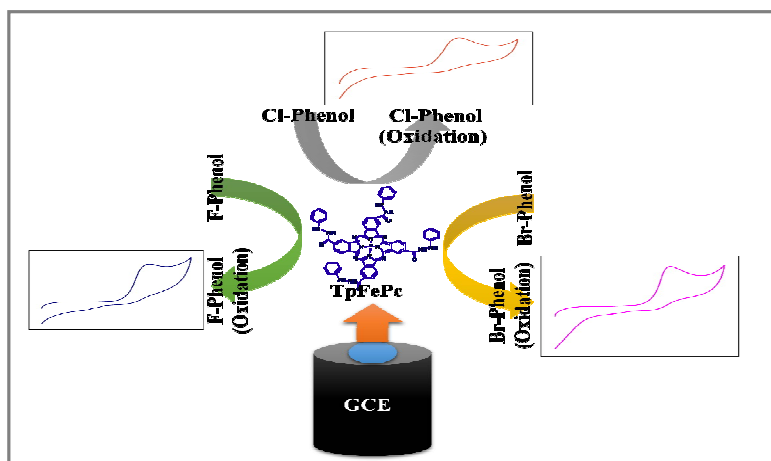 Cl-Phenol
Cl-Phenol
(Oxidation)
F-Phenol
F-Phenol
(Oxidation)
Br-Phenol
Br-Phenol
(Oxidation)
TpFePc
GCE